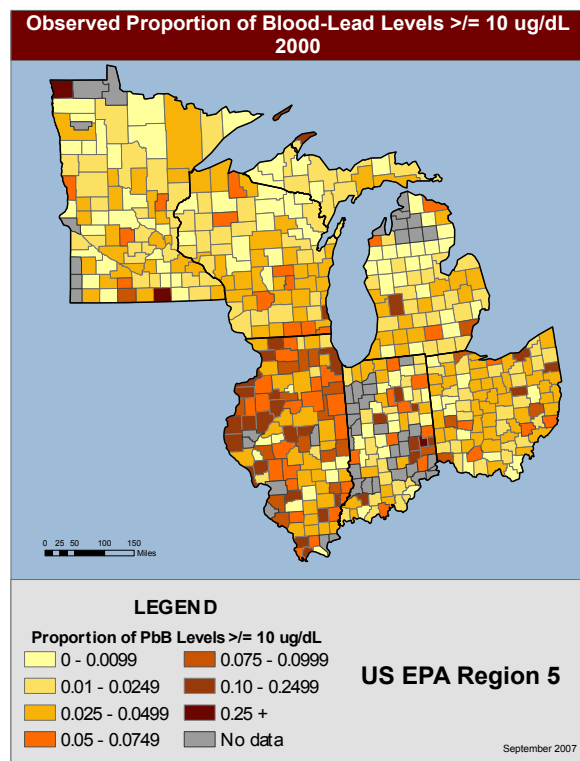 Observed Proportion of Blood-Lead Levels >/= 10 ug/dL
2000
0 25 50 100 150
Miles
LEGEND
Proportion of PbB Levels >/= 10 ug/dL
0 - 0.0099
0.01 - 0.0249
0.025 - 0.0499
0.05 - 0.0749
0.075 - 0.0999
0.10 - 0.2499
0.25 +
No data
US EPA Region 5
September 2007